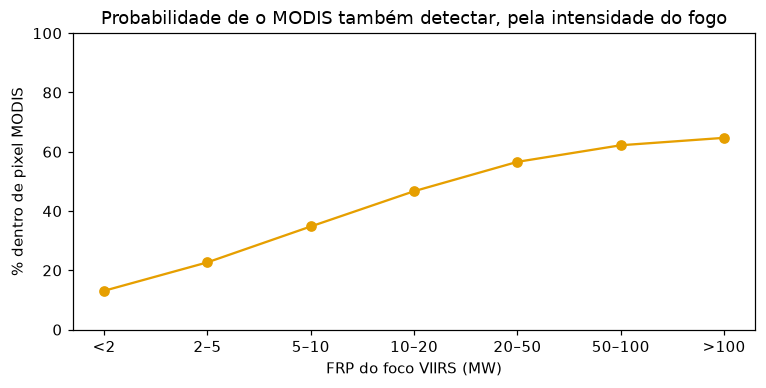 Probabilidade de o MODIS também detectar, pela intensidade do fogo
% dentro de pixel MODIS
100
80
60
40
20
0
<2 2–5 5–10 10–20 20–50 50–100 >100
FRP do foco VIIRS (MW)